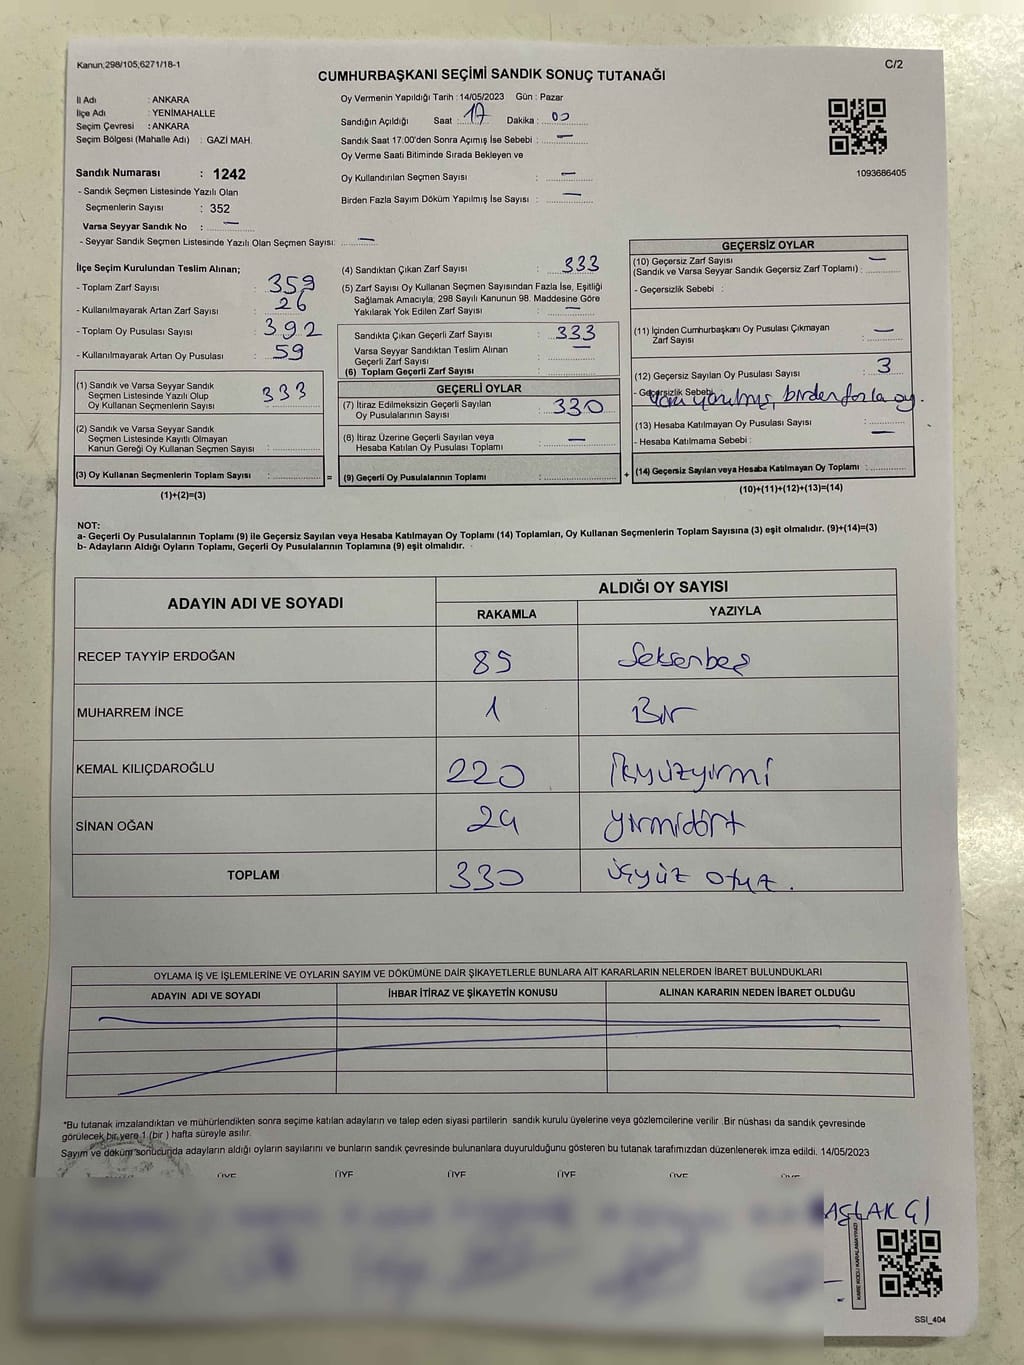 Kanun;298/105;6271/18-1
C/2
CUMHURBAŞKANI SEÇİMİ SANDIK SONUÇ TUTANAĞI
İl Adı : ANKARA
İlçe Adı : YENİMAHALLE
Seçim Çevresi : ANKARA
Seçim Bölgesi (Mahalle Adı) : GAZİ MAH.
Sandık Numarası : 1242
- Sandık Seçmen Listesinde Yazılı Olan
Seçmenlerin Sayısı : 352
Varsa Seyyar Sandık No : —
- Seyyar Sandık Seçmen Listesinde Yazılı Olan Seçmen Sayısı: —
Oy Vermenin Yapıldığı Tarih : 14/05/2023 Gün : Pazar
Sandığın Açıldığı Saat : 17 Dakika : 00
Sandık Saat 17:00'den Sonra Açımış İse Sebebi : —
Oy Verme Saati Bitiminde Sırada Bekleyen ve
Oy Kullandırılan Seçmen Sayısı : —
Birden Fazla Sayım Döküm Yapılmış İse Sayısı : —
1093686405
İlçe Seçim Kurulundan Teslim Alınan;
- Toplam Zarf Sayısı : 359
- Kullanılmayarak Artan Zarf Sayısı : 26
- Toplam Oy Pusulası Sayısı : 392
- Kullanılmayarak Artan Oy Pusulası : 59
(1) Sandık ve Varsa Seyyar Sandık
Seçmen Listesinde Yazılı Olup
Oy Kullanan Seçmenlerin Sayısı : 333
(2) Sandık ve Varsa Seyyar Sandık
Seçmen Listesinde Kayıtlı Olmayan
Kanun Gereği Oy Kullanan Seçmen Sayısı :
(3) Oy Kullanan Seçmenlerin Toplam Sayısı :
(1)+(2)=(3)
=
(4) Sandıktan Çıkan Zarf Sayısı : 333
(5) Zarf Sayısı Oy Kullanan Seçmen Sayısından Fazla İse, Eşitliği
Sağlamak Amacıyla, 298 Sayılı Kanunun 98. Maddesine Göre
Yakılarak Yok Edilen Zarf Sayısı : —
Sandıkta Çıkan Geçerli Zarf Sayısı : 333
Varsa Seyyar Sandıktan Teslim Alınan
Geçerli Zarf Sayısı : —
(6) Toplam Geçerli Zarf Sayısı :
GEÇERLİ OYLAR
(7) İtiraz Edilmeksizin Geçerli Sayılan
Oy Pusulalarının Sayısı : 330
(8) İtiraz Üzerine Geçerli Sayılan veya
Hesaba Katılan Oy Pusulası Toplamı : —
(9) Geçerli Oy Pusulalarının Toplamı :
+
GEÇERSİZ OYLAR
(10) Geçersiz Zarf Sayısı —
(Sandık ve Varsa Seyyar Sandık Geçersiz Zarf Toplamı) :
- Geçersizlik Sebebi :
(11) İçinden Cumhurbaşkanı Oy Pusulası Çıkmayan
Zarf Sayısı : —
(12) Geçersiz Sayılan Oy Pusulası Sayısı : 3
- Geçersizlik Sebebi birden fazla oy.
(13) Hesaba Katılmayan Oy Pusulası Sayısı :
- Hesaba Katılmama Sebebi : —
(14) Geçersiz Sayılan veya Hesaba Katılmayan Oy Toplamı :
(10)+(11)+(12)+(13)=(14)
NOT:
a- Geçerli Oy Pusulalarının Toplamı (9) ile Geçersiz Sayılan veya Hesaba Katılmayan Oy Toplamı (14) Toplamları, Oy Kullanan Seçmenlerin Toplam Sayısına (3) eşit olmalıdır. (9)+(14)=(3)
b- Adayların Aldığı Oyların Toplamı, Geçerli Oy Pusulalarının Toplamına (9) eşit olmalıdır.
ADAYIN ADI VE SOYADI ALDIĞI OY SAYISI
RAKAMLA YAZIYLA
RECEP TAYYİP ERDOĞAN 85 Seksenbeş
MUHARREM İNCE 1 Bir
KEMAL KILIÇDAROĞLU 220 İkiyüzyirmi
SİNAN OĞAN 24 yirmidört
TOPLAM 330 üçyüz otuz.
OYLAMA İŞ VE İŞLEMLERİNE VE OYLARIN SAYIM VE DÖKÜMÜNE DAİR ŞİKAYETLERLE BUNLARA AİT KARARLARIN NELERDEN İBARET BULUNDUKLARI
ADAYIN ADI VE SOYADI İHBAR İTİRAZ VE ŞİKAYETİN KONUSU ALINAN KARARIN NEDEN İBARET OLDUĞU
*Bu tutanak imzalandıktan ve mühürlendikten sonra seçime katılan adayların ve talep eden siyasi partilerin sandık kurulu üyelerine veya gözlemcilerine verilir .Bir nüshası da sandık çevresinde
görülecek bir yere 1 (bir ) hafta süreyle asılır.
Sayım ve döküm sonucunda adayların aldığı oyların sayılarını ve bunların sandık çevresinde bulunanlara duyurulduğunu gösteren bu tutanak tarafımızdan düzenlenerek imza edildi. 14/05/2023
ÜYE ÜYE ÜYE ÜYE ÜYE ÜYE
KARE KODU KARALAMAYINIZ
SSI_404